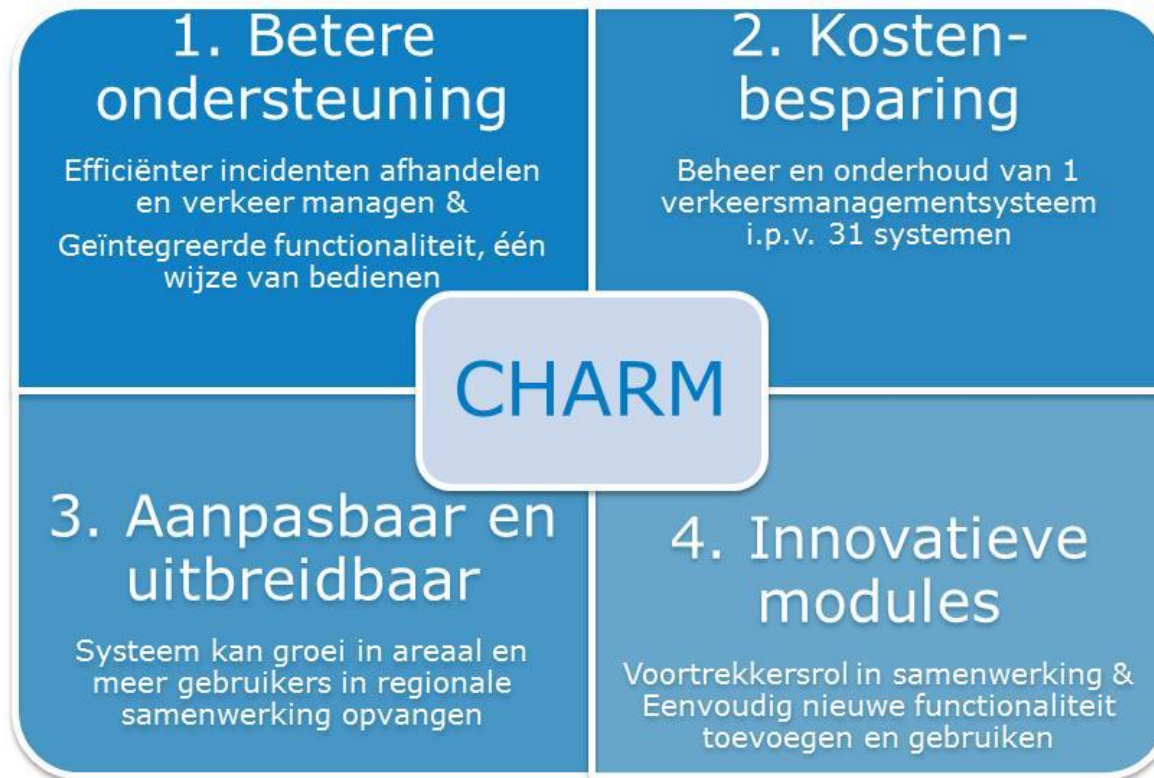 1. Betere
ondersteuning
Efficiënter incidenten afhandelen
en verkeer managen &
Geïntegreerde functionaliteit, één
wijze van bedienen
2. Kosten-
besparing
Beheer en onderhoud van 1
verkeersmanagementsysteem
i.p.v. 31 systemen
CHARM
3. Aanpasbaar en
uitbreidbaar
Systeem kan groei in areaal en
meer gebruikers in regionale
samenwerking opvangen
4. Innovatieve
modules
Voortrekkersrol in samenwerking &
Eenvoudig nieuwe functionaliteit
toevoegen en gebruiken